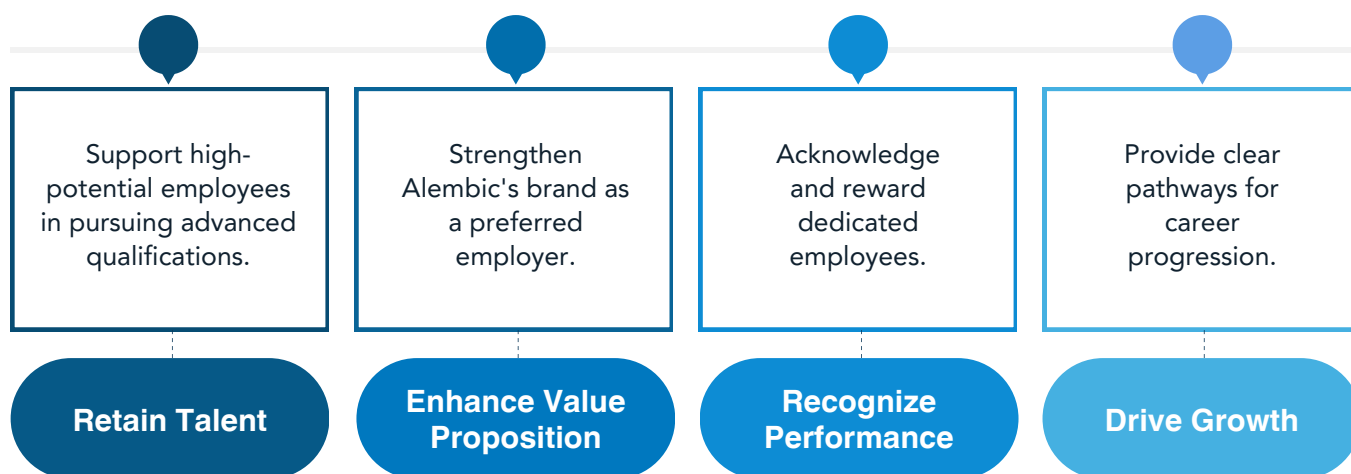 Support high-
potential employees
in pursuing advanced
qualifications.
Strengthen
Alembic's brand as
a preferred
employer.
Acknowledge
and reward
dedicated
employees.
Provide clear
pathways for
career
progression.
Retain Talent
Enhance Value
Proposition
Recognize
Performance
Drive Growth